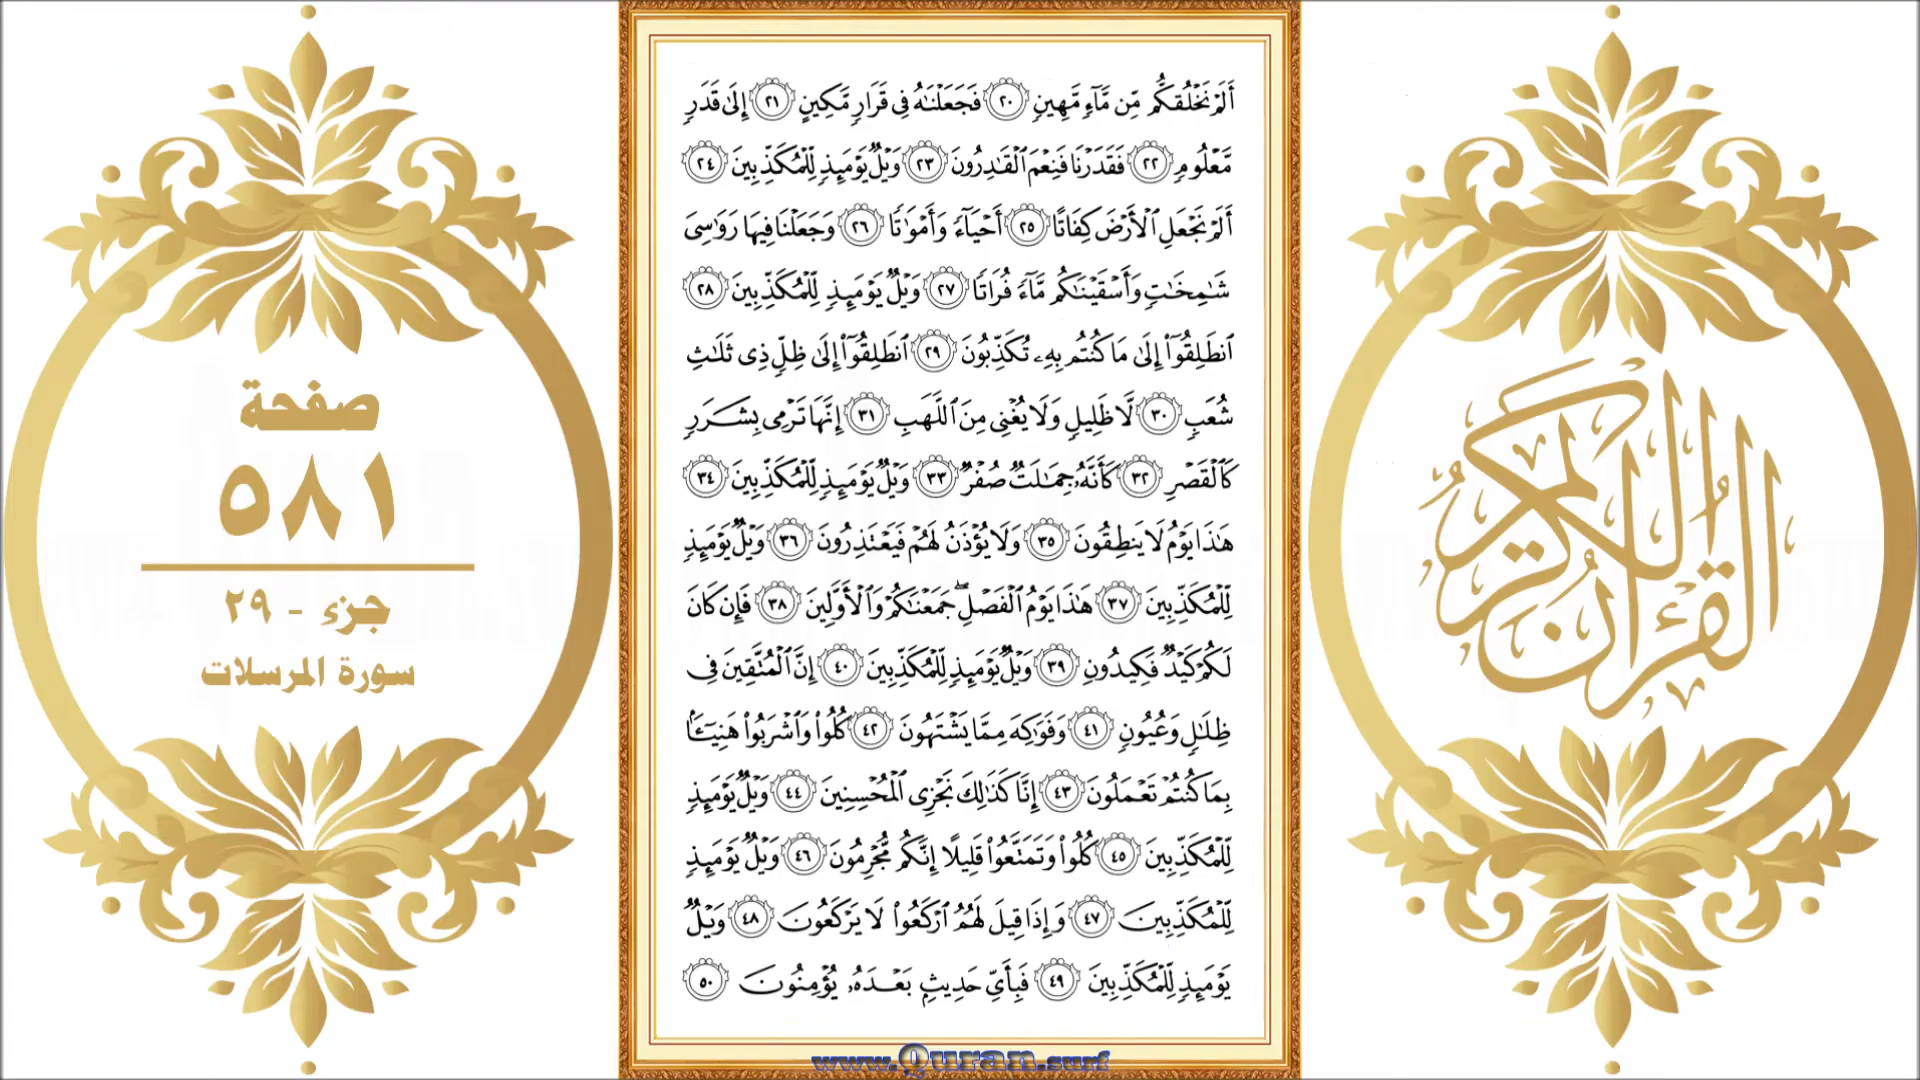 صفحة
٥٨١
جزء - ٢٩
سورة المرسلات
أَلَمۡ نَخۡلُقكُّم مِّن مَّآءٖ مَّهِينٖ ٢٠ فَجَعَلۡنَٰهُ فِي قَرَارٖ مَّكِينٍ ٢١ إِلَىٰ قَدَرٖ
مَّعۡلُومٖ ٢٢ فَقَدَرۡنَا فَنِعۡمَ ٱلۡقَٰدِرُونَ ٢٣ وَيۡلٞ يَوۡمَئِذٖ لِّلۡمُكَذِّبِينَ ٢٤
أَلَمۡ نَجۡعَلِ ٱلۡأَرۡضَ كِفَاتًا ٢٥ أَحۡيَآءٗ وَأَمۡوَٰتٗا ٢٦ وَجَعَلۡنَا فِيهَا رَوَٰسِيَ
شَٰمِخَٰتٖ وَأَسۡقَيۡنَٰكُم مَّآءٗ فُرَاتٗا ٢٧ وَيۡلٞ يَوۡمَئِذٖ لِّلۡمُكَذِّبِينَ ٢٨
ٱنطَلِقُوٓاْ إِلَىٰ مَا كُنتُم بِهِۦ تُكَذِّبُونَ ٢٩ ٱنطَلِقُوٓاْ إِلَىٰ ظِلّٖ ذِي ثَلَٰثِ
شُعَبٖ ٣٠ لَّا ظَلِيلٖ وَلَا يُغۡنِي مِنَ ٱللَّهَبِ ٣١ إِنَّهَا تَرۡمِي بِشَرَرٖ
كَٱلۡقَصۡرِ ٣٢ كَأَنَّهُۥ جِمَٰلَتٞ صُفۡرٞ ٣٣ وَيۡلٞ يَوۡمَئِذٖ لِّلۡمُكَذِّبِينَ ٣٤
هَٰذَا يَوۡمُ لَا يَنطِقُونَ ٣٥ وَلَا يُؤۡذَنُ لَهُمۡ فَيَعۡتَذِرُونَ ٣٦ وَيۡلٞ يَوۡمَئِذٖ
لِّلۡمُكَذِّبِينَ ٣٧ هَٰذَا يَوۡمُ ٱلۡفَصۡلِۖ جَمَعۡنَٰكُمۡ وَٱلۡأَوَّلِينَ ٣٨ فَإِن كَانَ
لَكُمۡ كَيۡدٞ فَكِيدُونِ ٣٩ وَيۡلٞ يَوۡمَئِذٖ لِّلۡمُكَذِّبِينَ ٤٠ إِنَّ ٱلۡمُتَّقِينَ فِي
ظِلَٰلٖ وَعُيُونٖ ٤١ وَفَوَٰكِهَ مِمَّا يَشۡتَهُونَ ٤٢ كُلُواْ وَٱشۡرَبُواْ هَنِيٓـَٔۢا
بِمَا كُنتُمۡ تَعۡمَلُونَ ٤٣ إِنَّا كَذَٰلِكَ نَجۡزِي ٱلۡمُحۡسِنِينَ ٤٤ وَيۡلٞ يَوۡمَئِذٖ
لِّلۡمُكَذِّبِينَ ٤٥ كُلُواْ وَتَمَتَّعُواْ قَلِيلًا إِنَّكُم مُّجۡرِمُونَ ٤٦ وَيۡلٞ يَوۡمَئِذٖ
لِّلۡمُكَذِّبِينَ ٤٧ وَإِذَا قِيلَ لَهُمُ ٱرۡكَعُواْ لَا يَرۡكَعُونَ ٤٨ وَيۡلٞ
يَوۡمَئِذٖ لِّلۡمُكَذِّبِينَ ٤٩ فَبِأَيِّ حَدِيثِۭ بَعۡدَهُۥ يُؤۡمِنُونَ ٥٠
القرآن الكريم
www.Quran.surf